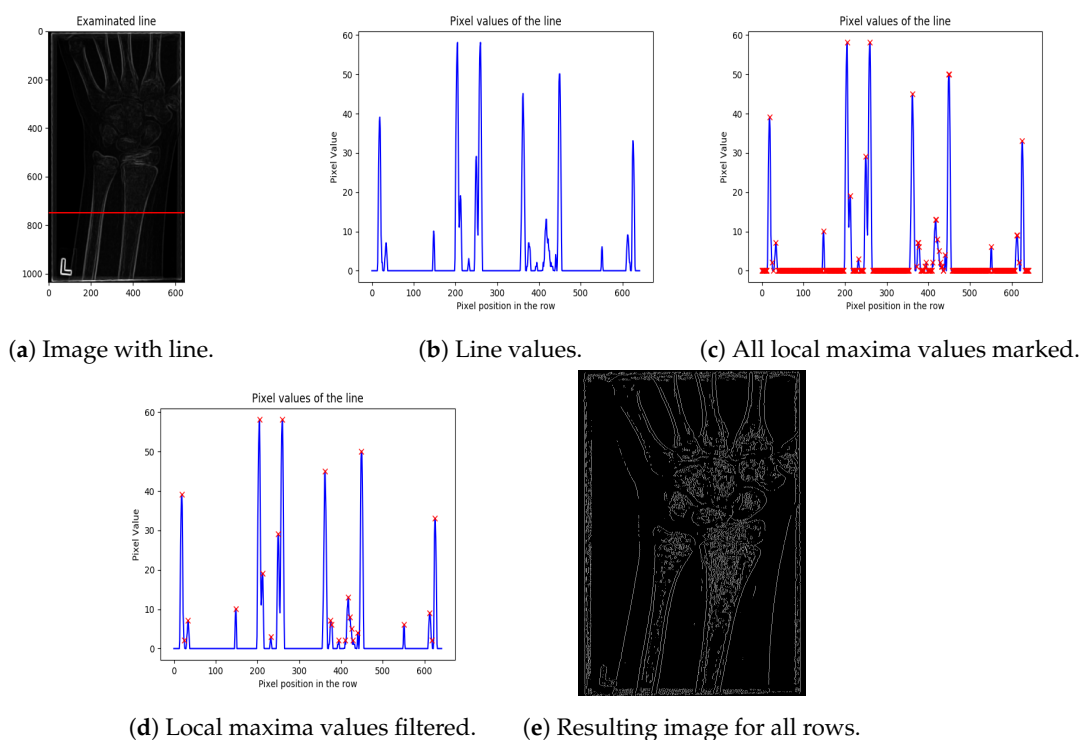 Examinated line
0
200
400
600
800
1000
0 200 400 600
Pixel values of the line
60
50
40
30
20
10
0
Pixel Value
0 100 200 300 400 500 600
Pixel position in the row
Pixel values of the line
60
50
40
30
20
10
0
Pixel Value
0 100 200 300 400 500 600
Pixel position in the row
(a) Image with line.
(b) Line values.
(c) All local maxima values marked.
L
Pixel values of the line
60
50
40
30
20
10
0
Pixel Value
0 100 200 300 400 500 600
Pixel position in the row
L
(d) Local maxima values filtered.
(e) Resulting image for all rows.